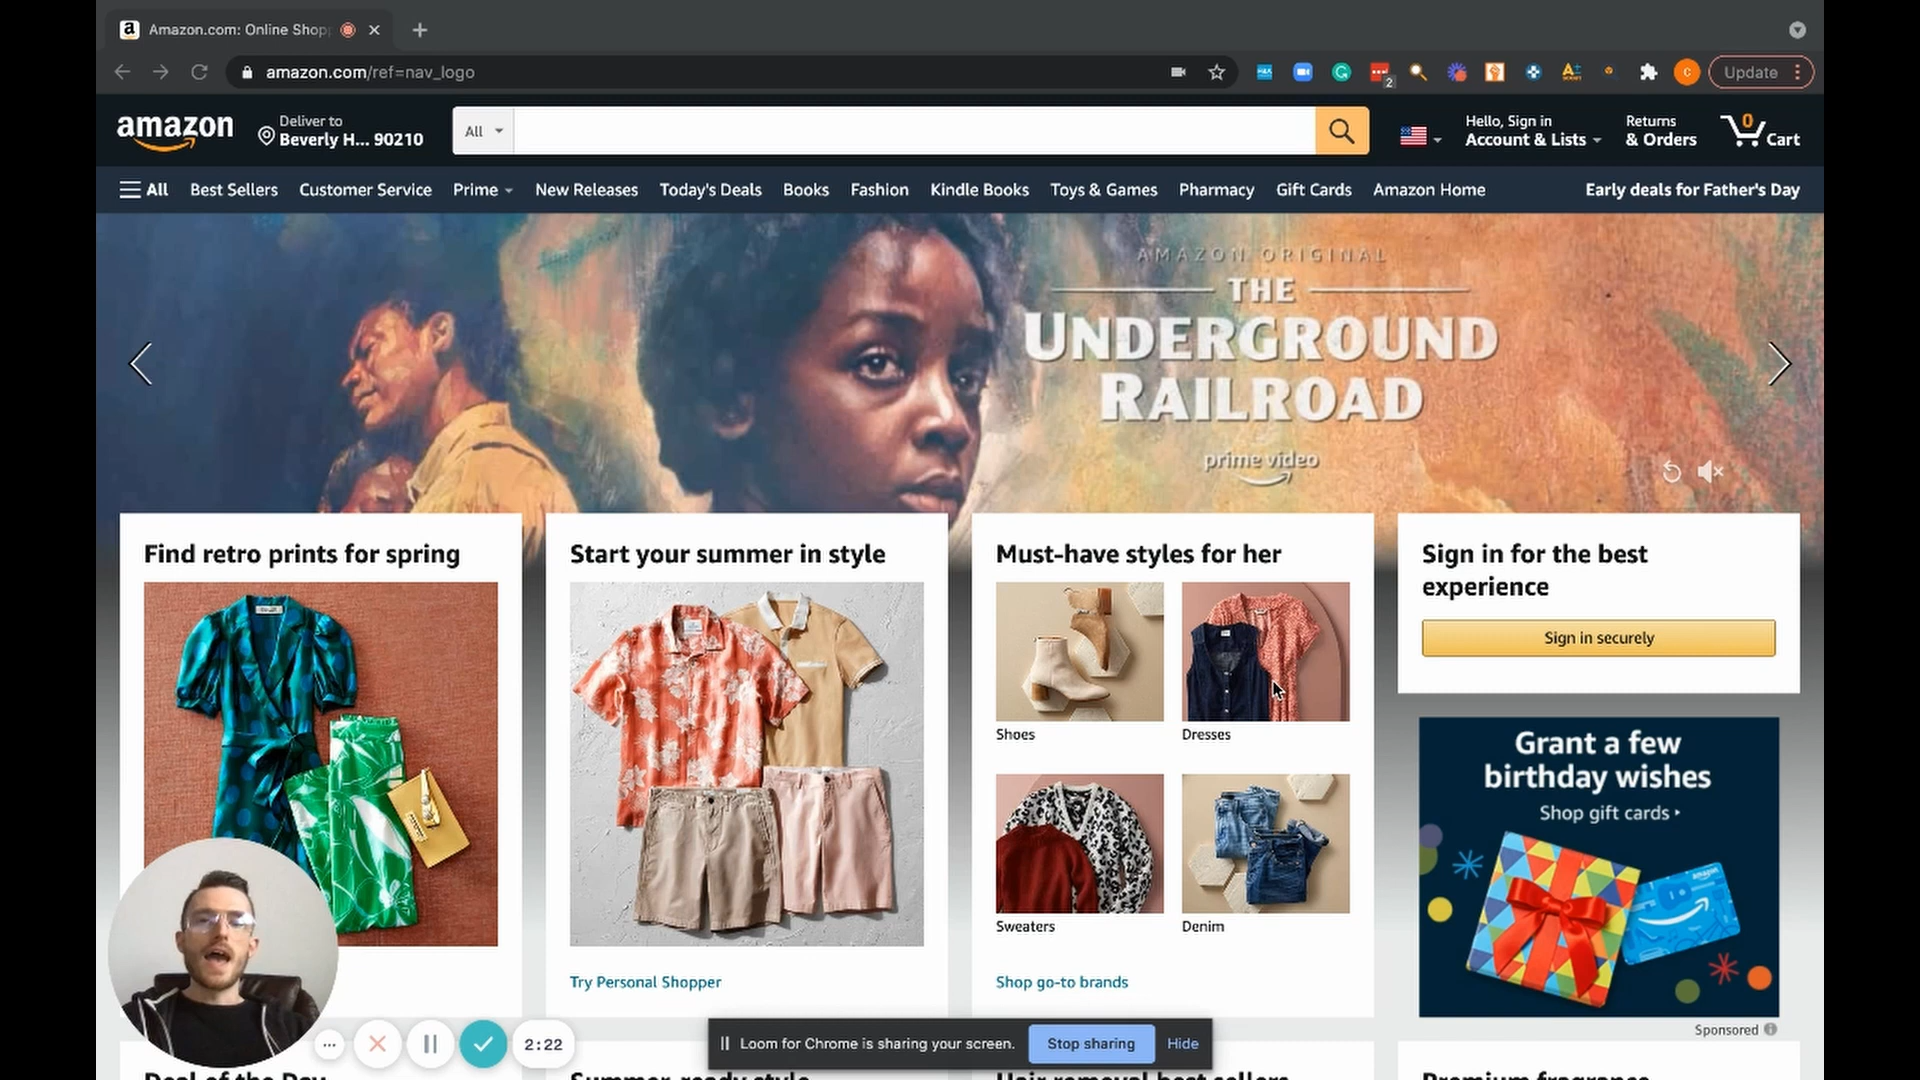 Amazon.com: Online Shop
amazon.com/ref=nav_logo
2
C
Update
amazon
Deliver to
Beverly H... 90210
All
Hello, Sign in
Account & Lists
Returns
& Orders
0
Cart
All
Best Sellers
Customer Service
Prime
New Releases
Today's Deals
Books
Fashion
Kindle Books
Toys & Games
Pharmacy
Gift Cards
Amazon Home
Early deals for Father's Day
AMAZON ORIGINAL
THE
UNDERGROUND
RAILROAD
prime video
Find retro prints for spring
Start your summer in style
Must-have styles for her
Sign in for the best
experience
Sign in securely
Shoes
Dresses
Grant a few
birthday wishes
Shop gift cards
amazon
Sweaters
Denim
Try Personal Shopper
Shop go-to brands
Sponsored
2:22
Loom for Chrome is sharing your screen.
Stop sharing
Hide
Deal of the Day
Summer-ready style
Hair removal best sellers
Premium fragrance